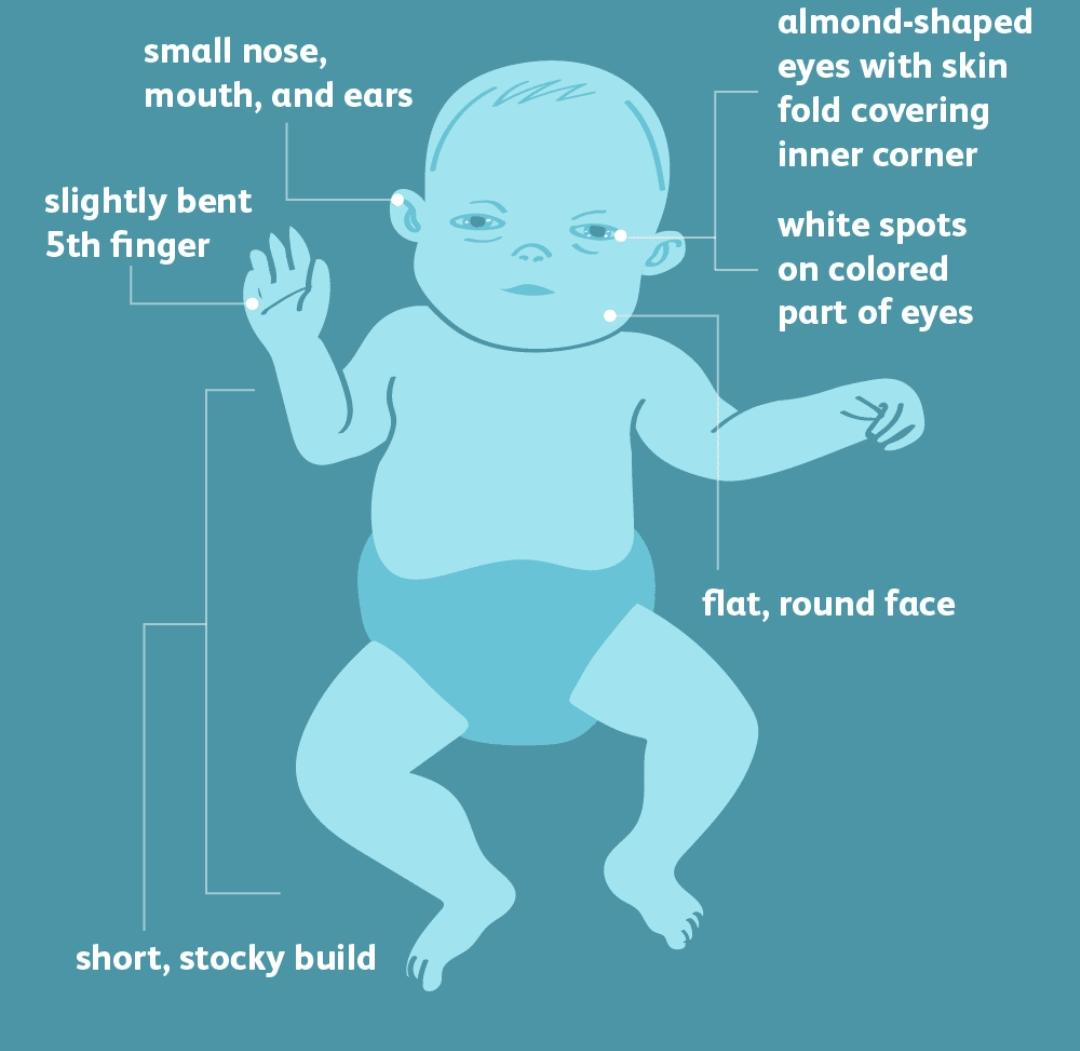 small nose,
mouth, and ears
almond-shaped
eyes with skin
fold covering
inner corner
slightly bent
5th finger
white spots
on colored
part of eyes
flat, round face
short, stocky build